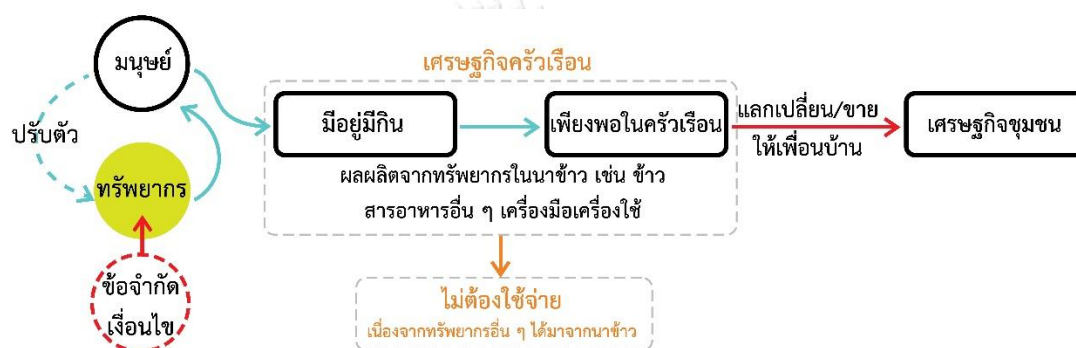 มนุษย์
ปรับตัว
ทรัพยากร
ข้อจำกัด
เงื่อนไข
เศรษฐกิจครัวเรือน
มีอยู่มีกิน
เพียงพอในครัวเรือน
ผลผลิตจากทรัพยากรในนาข้าว เช่น ข้าว
สารอาหารอื่น ๆ เครื่องมือเครื่องใช้
ไม่ต้องใช้จ่าย
เนื่องจากทรัพยากรอื่น ๆ ได้มาจากนาข้าว
แลกเปลี่ยน/ขาย
ให้เพื่อนบ้าน
เศรษฐกิจชุมชน